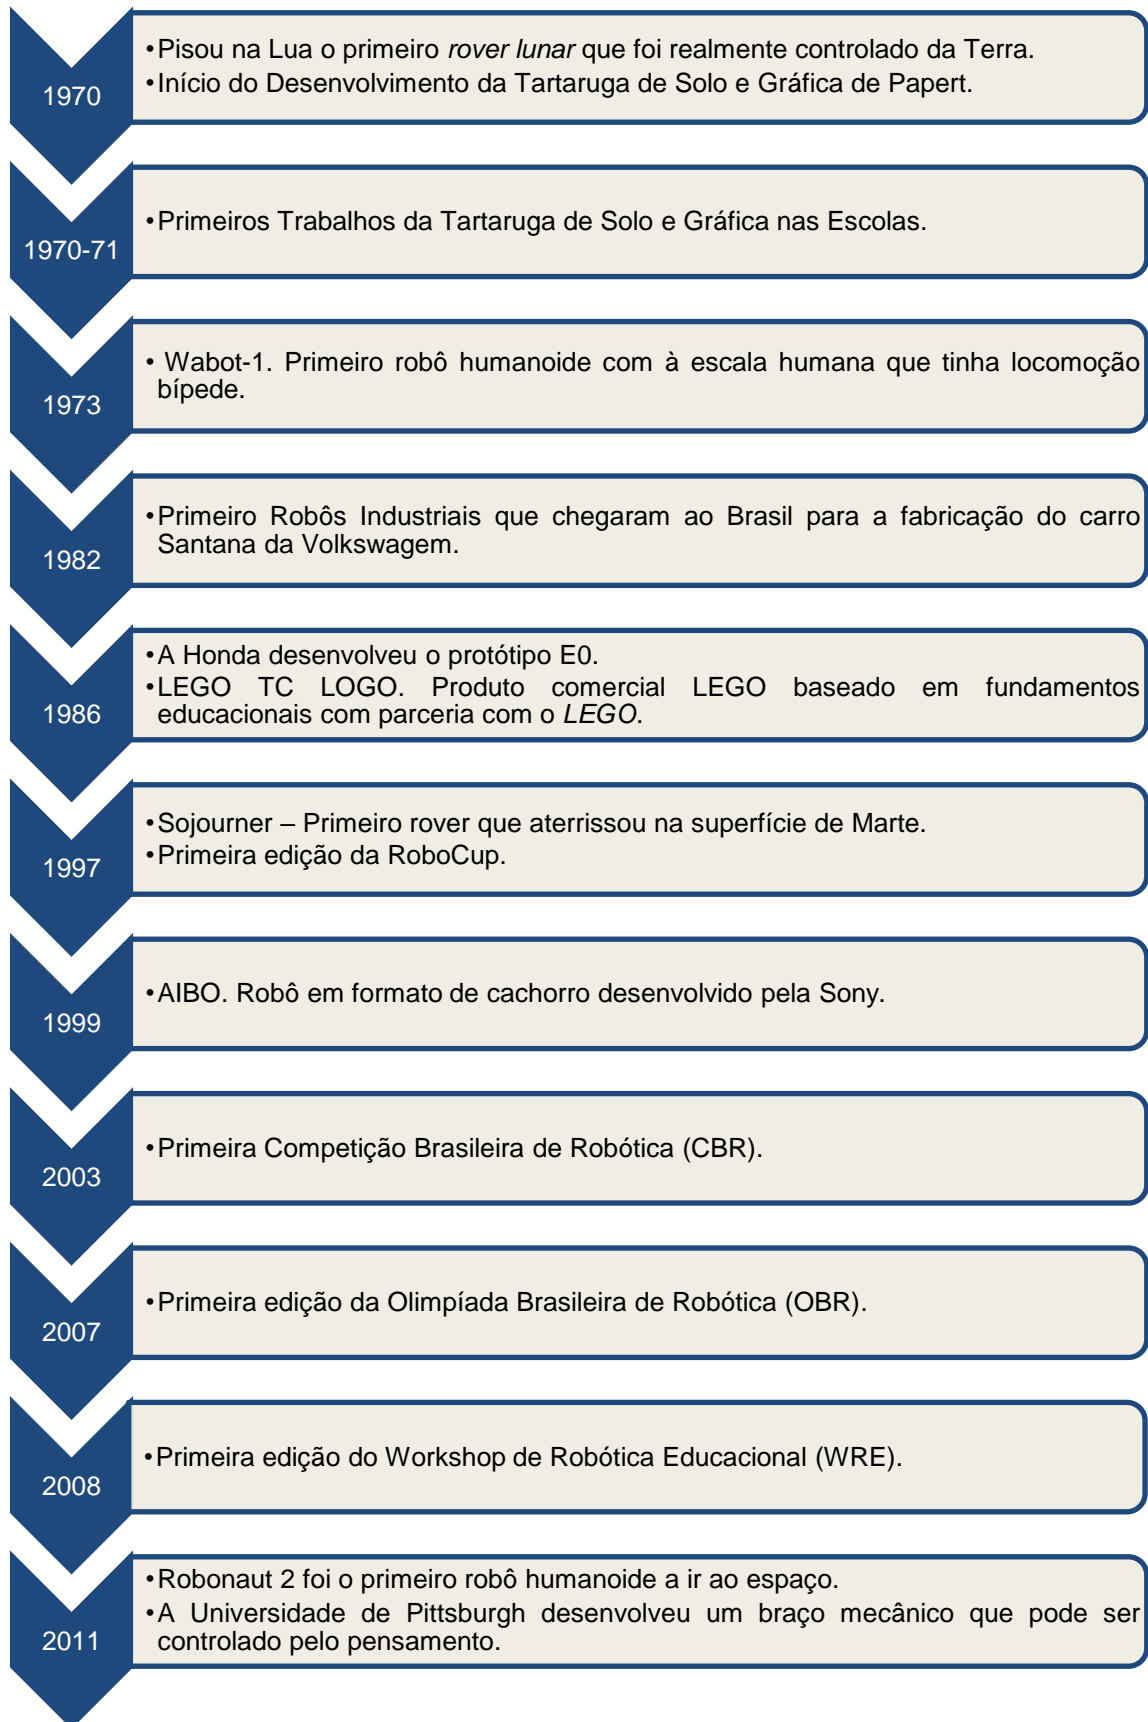 1970
•Pisou na Lua o primeiro rover lunar que foi realmente controlado da Terra.
•Início do Desenvolvimento da Tartaruga de Solo e Gráfica de Papert.
1970-71
•Primeiros Trabalhos da Tartaruga de Solo e Gráfica nas Escolas.
1973
• Wabot-1. Primeiro robô humanoide com à escala humana que tinha locomoção
bípede.
1982
•Primeiro Robôs Industriais que chegaram ao Brasil para a fabricação do carro
Santana da Volkswagem.
1986
•A Honda desenvolveu o protótipo E0.
•LEGO TC LOGO. Produto comercial LEGO baseado em fundamentos
educacionais com parceria com o LEGO.
1997
•Sojourner – Primeiro rover que aterrissou na superfície de Marte.
•Primeira edição da RoboCup.
1999
•AIBO. Robô em formato de cachorro desenvolvido pela Sony.
2003
•Primeira Competição Brasileira de Robótica (CBR).
2007
•Primeira edição da Olimpíada Brasileira de Robótica (OBR).
2008
•Primeira edição do Workshop de Robótica Educacional (WRE).
2011
•Robonaut 2 foi o primeiro robô humanoide a ir ao espaço.
•A Universidade de Pittsburgh desenvolveu um braço mecânico que pode ser
controlado pelo pensamento.